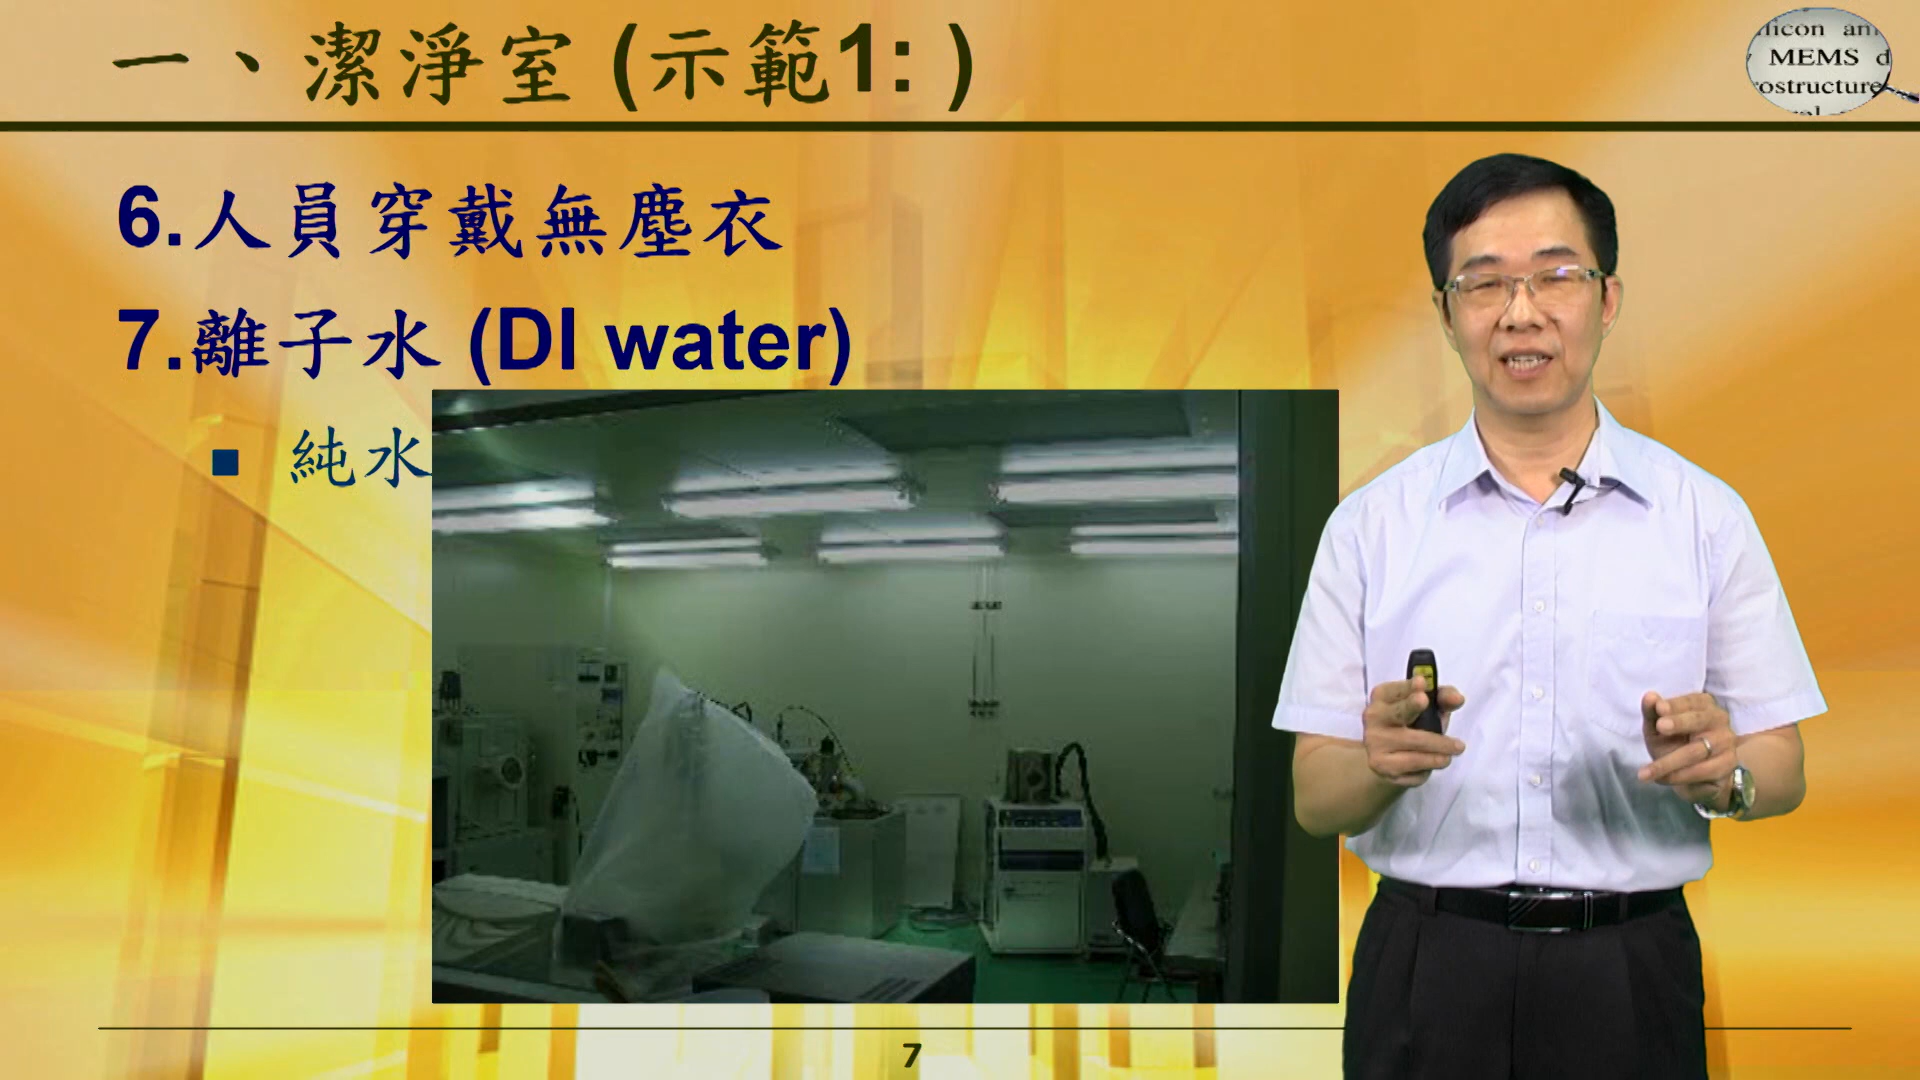 一、潔淨室 (示範1: )
licon an
MEMS d
ostructure
6.人員穿戴無塵衣
7.離子水 (DI water)
純水
7